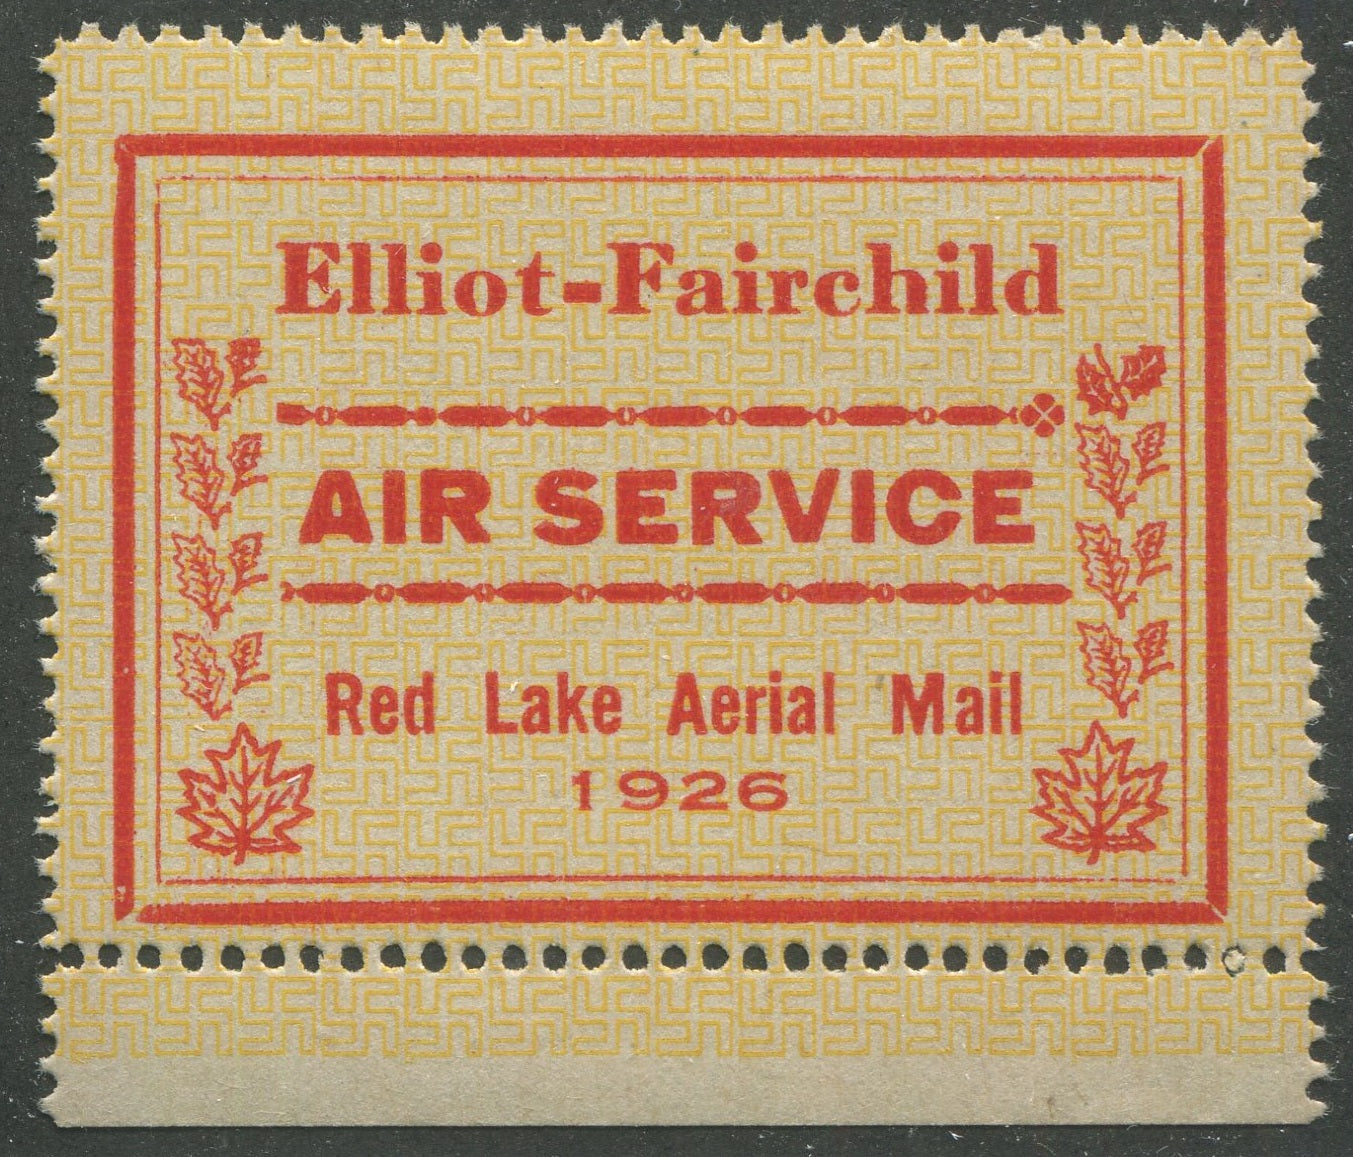 Elliot-Fairchild
AIR SERVICE
Red Lake Aerial Mail
1926